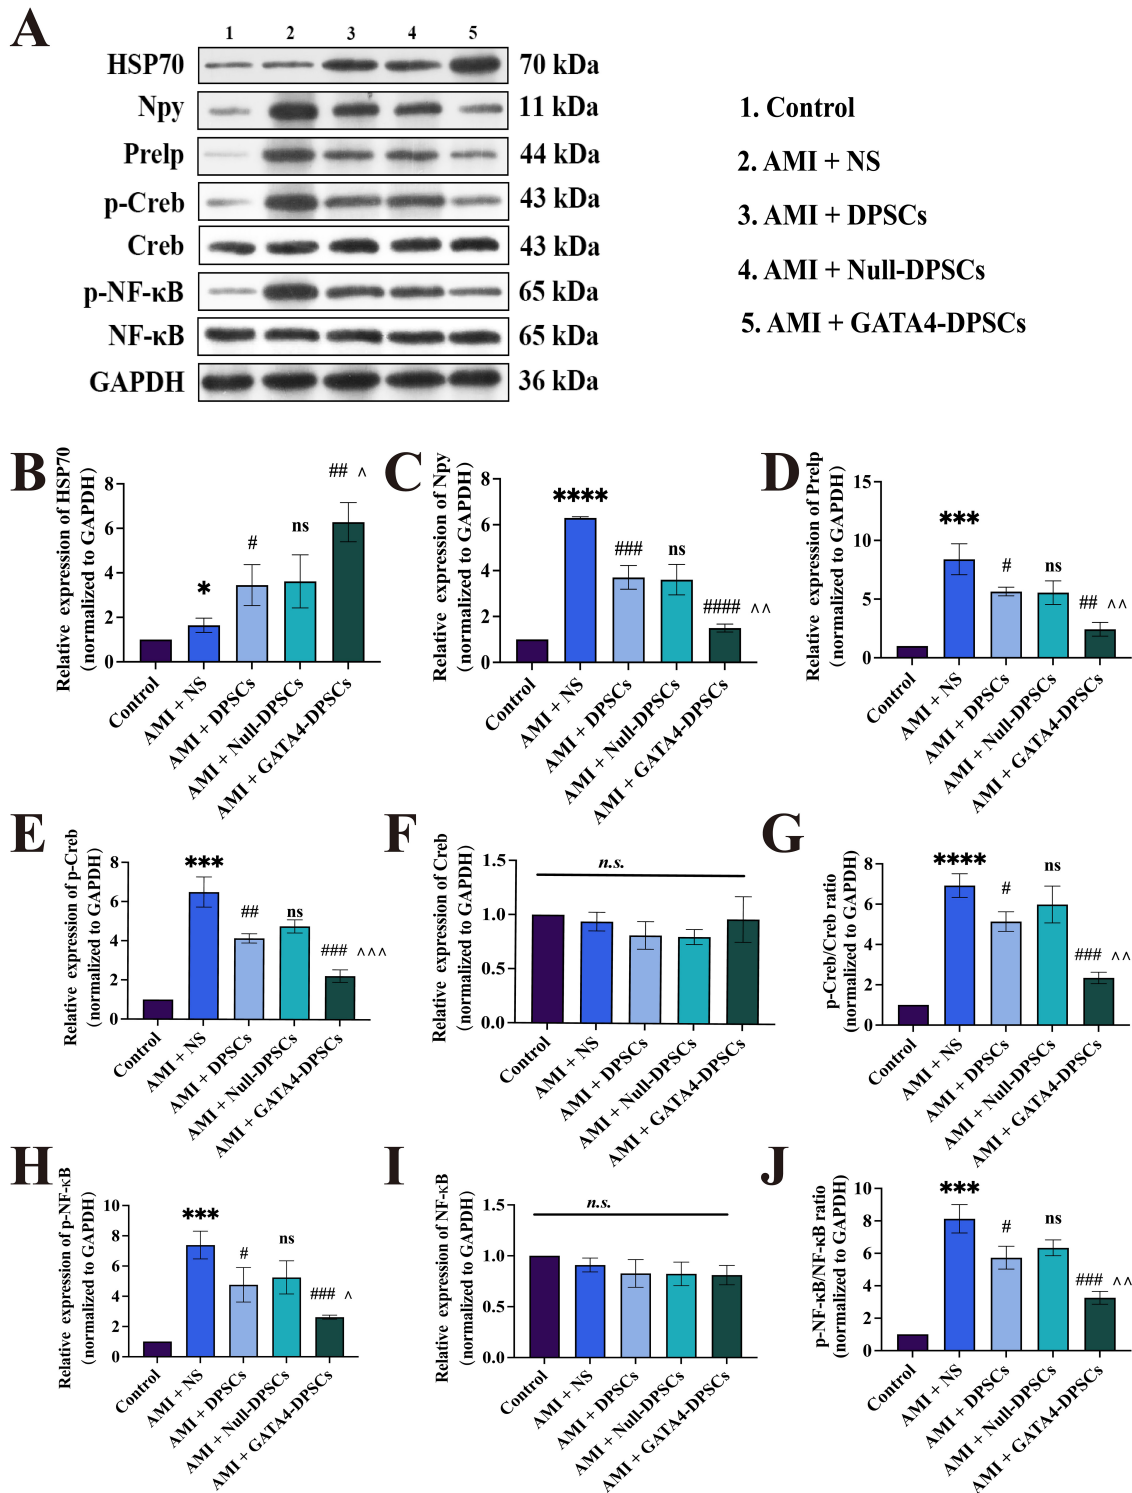 A
1 2 3 4 5
HSP70 70 kDa
Npy 11 kDa
Prelp 44 kDa
p-Creb 43 kDa
Creb 43 kDa
p-NF-κB 65 kDa
NF-κB 65 kDa
GAPDH 36 kDa
1. Control
2. AMI + NS
3. AMI + DPSCs
4. AMI + Null-DPSCs
5. AMI + GATA4-DPSCs
B
Relative expression of HSP70
(normalized to GAPDH)
8
6
4
2
0
*
#
ns
## ^
Control
AMI + NS
AMI + DPSCs
AMI + Null-DPSCs
AMI + GATA4-DPSCs
C
Relative expression of Npy
(normalized to GAPDH)
8
6
4
2
0
****
###
ns
#### ^^
Control
AMI + NS
AMI + DPSCs
AMI + Null-DPSCs
AMI + GATA4-DPSCs
D
Relative expression of Prelp
(normalized to GAPDH)
15
10
5
0
***
#
ns
## ^^
Control
AMI + NS
AMI + DPSCs
AMI + Null-DPSCs
AMI + GATA4-DPSCs
E
Relative expression of p-Creb
(normalized to GAPDH)
8
6
4
2
0
***
##
ns
### ^^^
Control
AMI + NS
AMI + DPSCs
AMI + Null-DPSCs
AMI + GATA4-DPSCs
F
Relative expression of Creb
(normalized to GAPDH)
1.5
1.0
0.5
0.0
n.s.
Control
AMI + NS
AMI + DPSCs
AMI + Null-DPSCs
AMI + GATA4-DPSCs
G
p-Creb/Creb ratio
(normalized to GAPDH)
8
6
4
2
0
****
#
ns
### ^^
Control
AMI + NS
AMI + DPSCs
AMI + Null-DPSCs
AMI + GATA4-DPSCs
H
Relative expression of p-NF-κB
(normalized to GAPDH)
10
8
6
4
2
0
***
#
ns
### ^
Control
AMI + NS
AMI + DPSCs
AMI + Null-DPSCs
AMI + GATA4-DPSCs
I
Relative expression of NF-κB
(normalized to GAPDH)
1.5
1.0
0.5
0.0
n.s.
Control
AMI + NS
AMI + DPSCs
AMI + Null-DPSCs
AMI + GATA4-DPSCs
J
p-NF-κB/NF-κB ratio
(normalized to GAPDH)
10
8
6
4
2
0
***
#
ns
### ^^
Control
AMI + NS
AMI + DPSCs
AMI + Null-DPSCs
AMI + GATA4-DPSCs